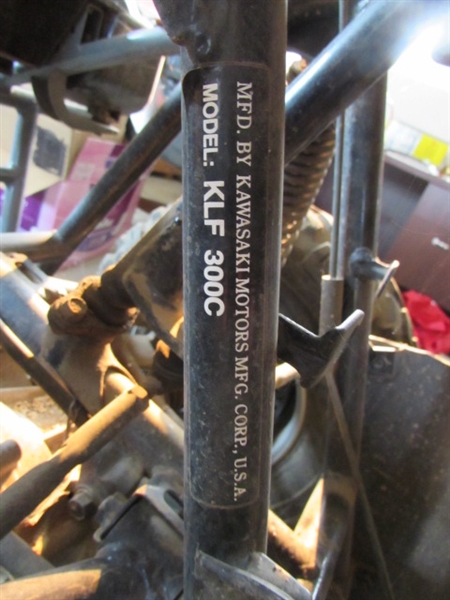 MFD. BY KAWASAKI MOTORS MFG. CORP., U.S.A.
MODEL: KLF 300C